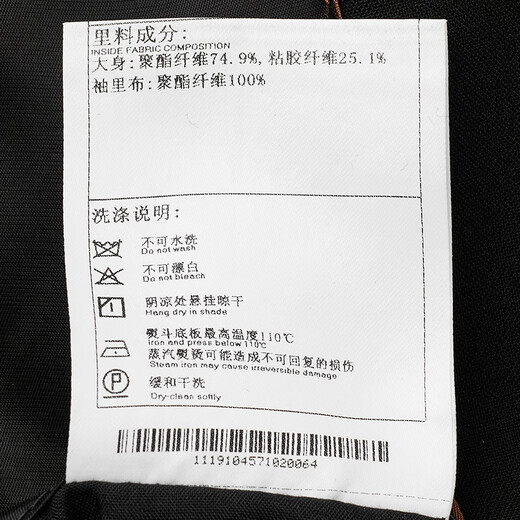 里料成分:
INSIDE FABRIC COMPOSITION
大身:聚酯纤维74.9%,粘胶纤维25.1%
袖里布:聚酯纤维100%
洗涤说明:
不可水洗
Do not wash
不可漂白
Do not bleach
阴凉处悬挂晾干
Hang dry in shade
熨斗底板最高温度110℃
Iron and press below 110℃
蒸汽熨烫可能造成不可回复的损伤
Steam iron may cause irreversible damage
P
缓和干洗
Dry-clean softly
1119104571020064